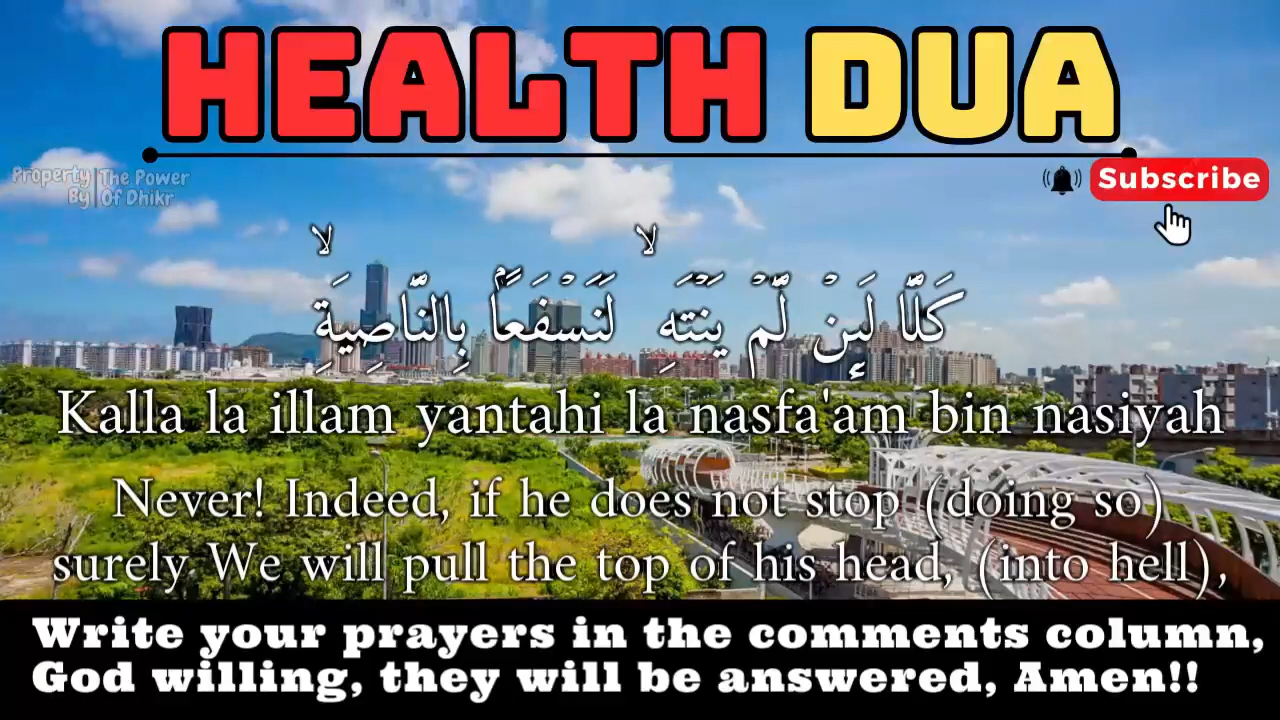 HEALTH DUA
Property By | The Power Of Dhikr
Subscribe
كَلَّا لَىِٕنْ لَّمْ يَنْتَهِ ەۙ لَنَسْفَعًاۢ بِالنَّاصِيَةِۙ
Kalla la illam yantahi la nasfa'am bin nasiyah
Never! Indeed, if he does not stop (doing so)
surely We will pull the top of his head, (into hell),
Write your prayers in the comments column,
God willing, they will be answered, Amen!!